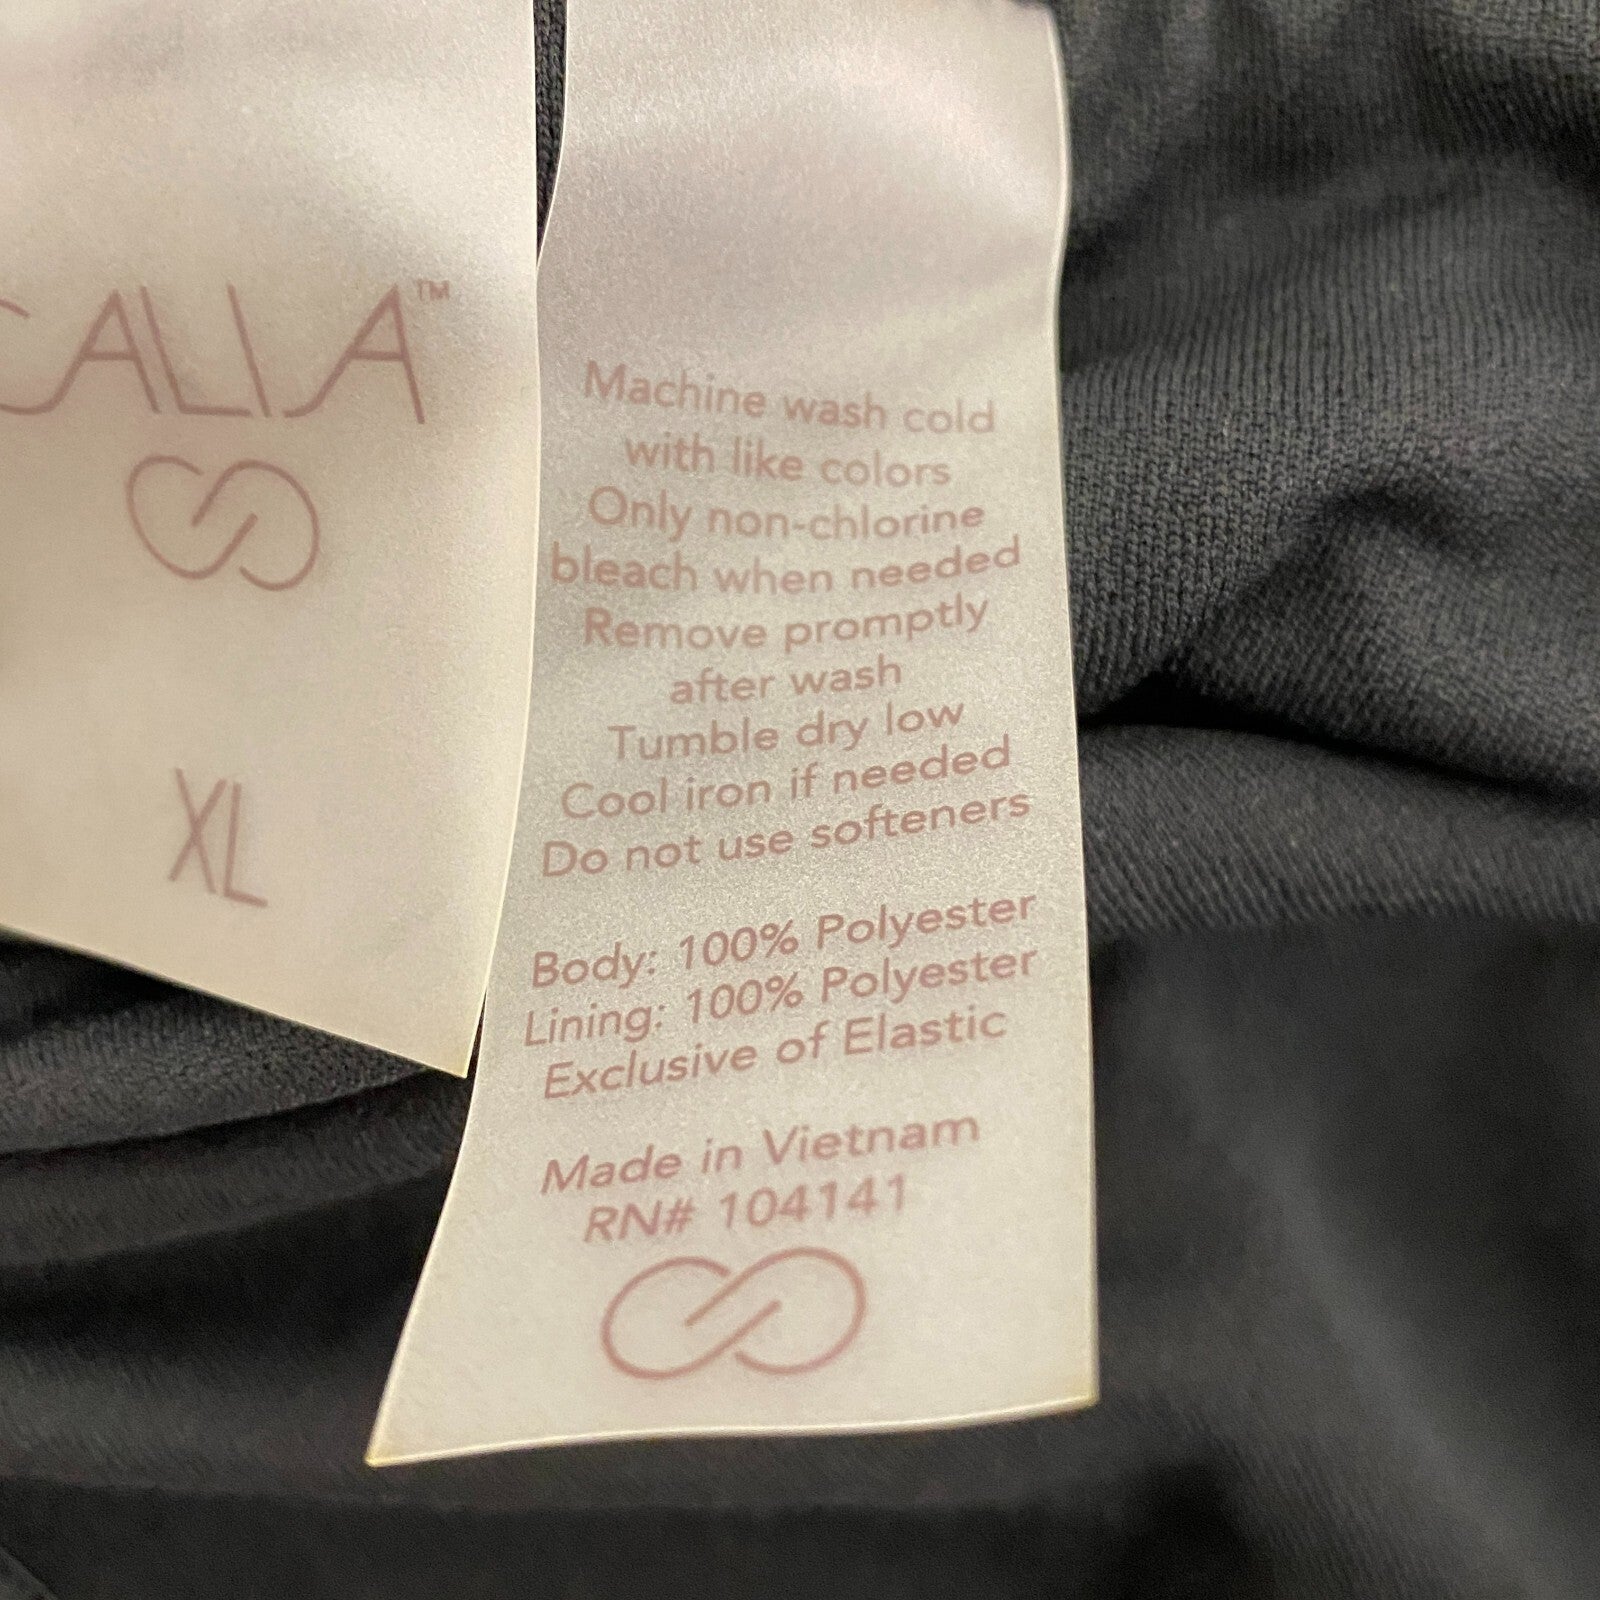 CALIA™
XL
Machine wash cold
with like colors
Only non-chlorine
bleach when needed
Remove promptly
after wash
Tumble dry low
Cool iron if needed
Do not use softeners
Body: 100% Polyester
Lining: 100% Polyester
Exclusive of Elastic
Made in Vietnam
RN# 104141